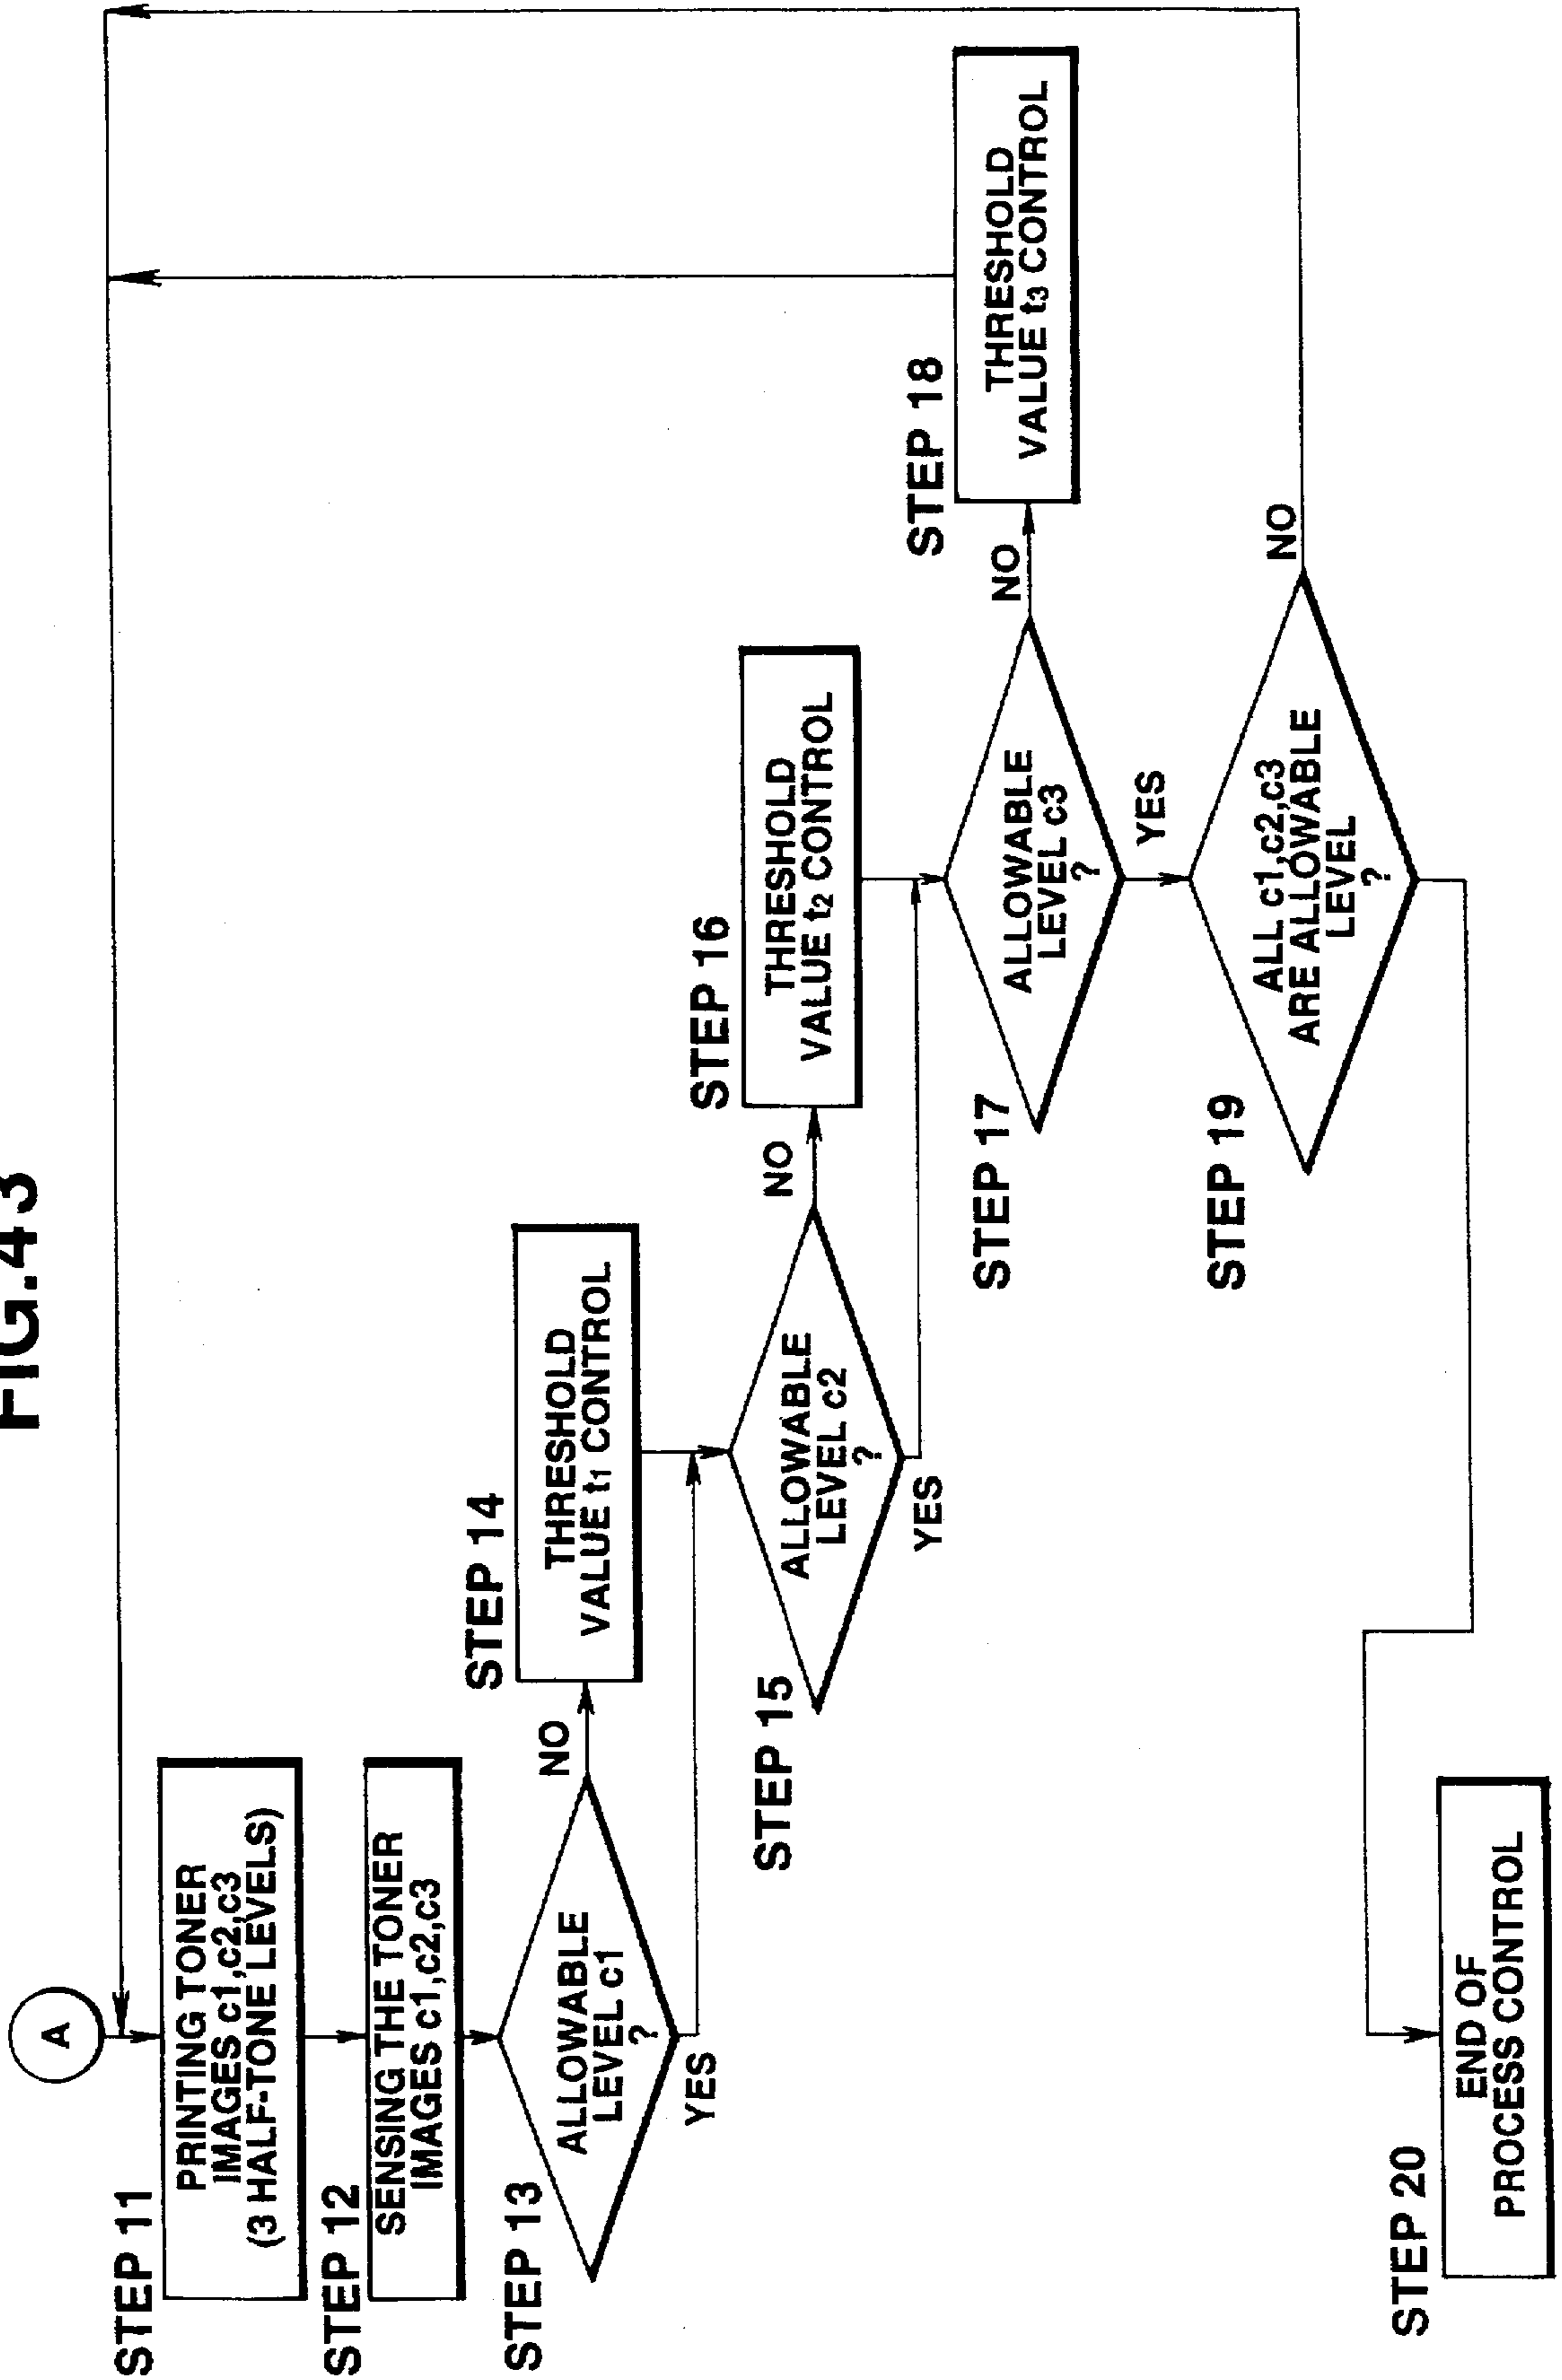 FIG.43
A
STEP 11
PRINTING TONER
IMAGES c1,c2,c3
(3 HALF-TONE LEVELS)
STEP 12
SENSING THE TONER
IMAGES c1,c2,c3
STEP 13
ALLOWABLE
LEVEL c1
?
NO
YES
STEP 14
THRESHOLD
VALUE t1 CONTROL
STEP 15
ALLOWABLE
LEVEL c2
?
NO
YES
STEP 16
THRESHOLD
VALUE t2 CONTROL
STEP 17
ALLOWABLE
LEVEL c3
?
NO
YES
STEP 18
THRESHOLD
VALUE t3 CONTROL
STEP 19
ALL c1,c2,c3
ARE ALLOWABLE
LEVEL
?
NO
STEP 20
END OF
PROCESS CONTROL